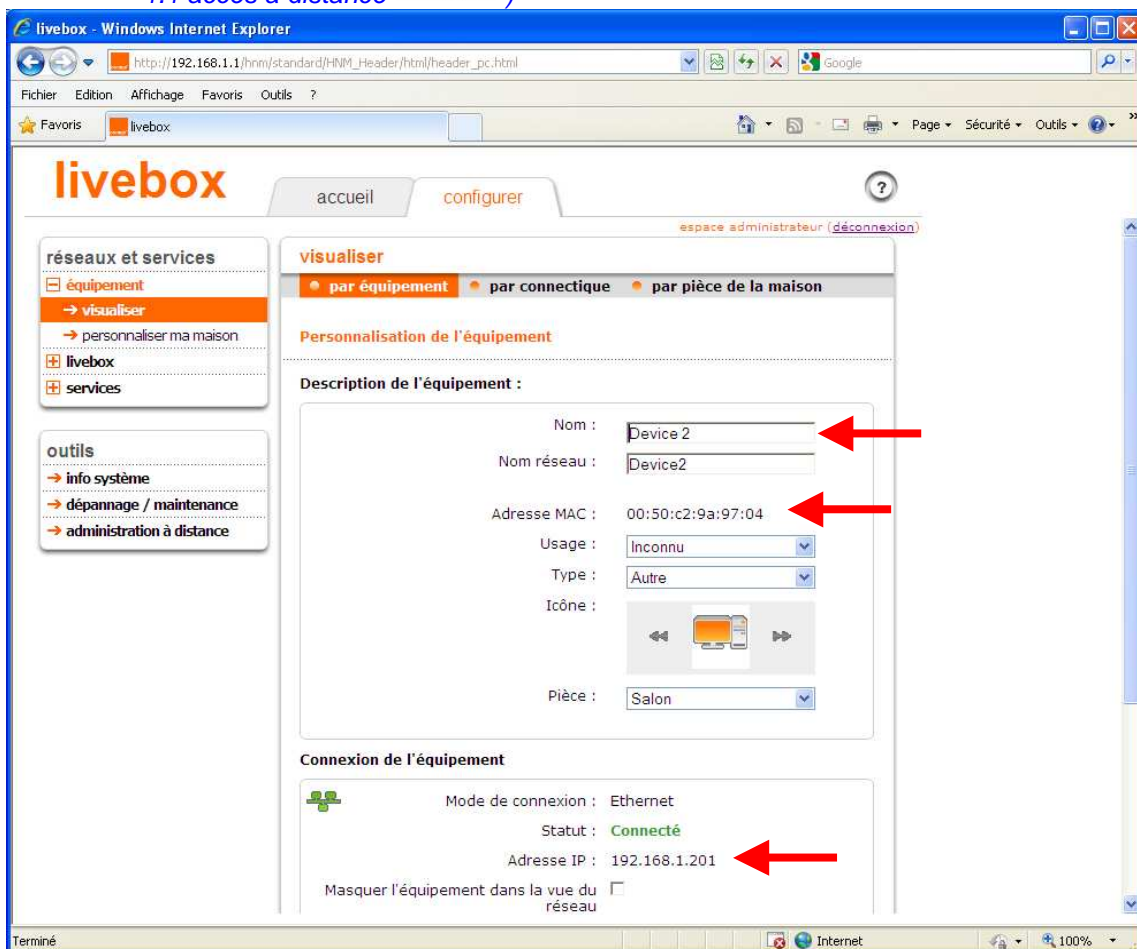 livebox - Windows Internet Explorer
http://192.168.1.1/hnm/standard/HNM_Header/html/header_pc.html
Google
Fichier Edition Affichage Favoris Outils ?
Favoris livebox Page Sécurité Outils
livebox
accueil configurer
espace administrateur (déconnexion)
réseaux et services
équipement
visualiser
personnaliser ma maison
livebox
services
outils
info système
dépannage / maintenance
administration à distance
visualiser
par équipement par connectique par pièce de la maison
Personnalisation de l'équipement
Description de l'équipement :
Nom : Device 2
Nom réseau : Device2
Adresse MAC : 00:50:c2:9a:97:04
Usage : Inconnu
Type : Autre
Icône :
Pièce : Salon
Connexion de l'équipement
Mode de connexion : Ethernet
Statut : Connecté
Adresse IP : 192.168.1.201
Masquer l'équipement dans la vue du
réseau
Terminé Internet 100%